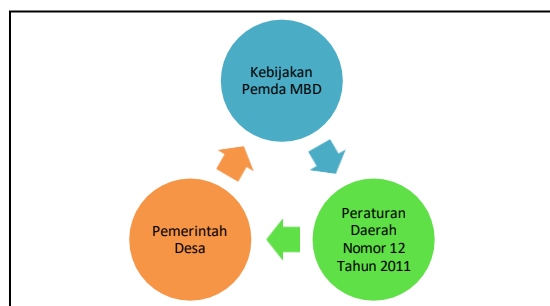 Kebijakan
Pemda MBD
Peraturan
Daerah
Nomor 12
Tahun 2011
Pemerintah
Desa